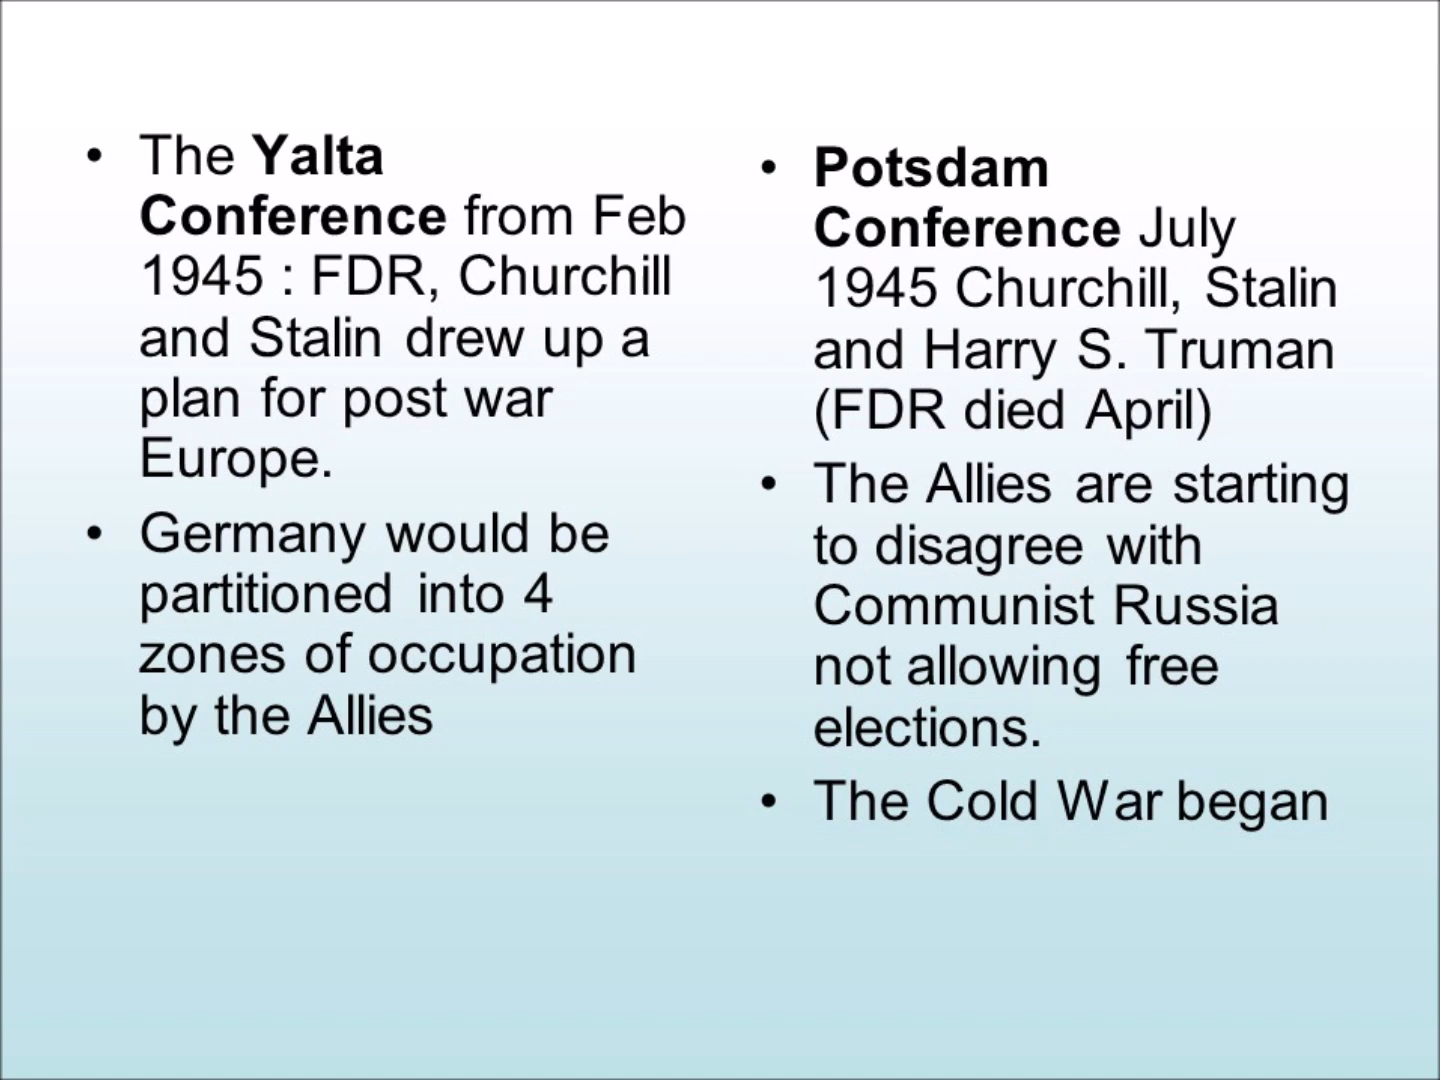 • The Yalta
Conference from Feb
1945 : FDR, Churchill
and Stalin drew up a
plan for post war
Europe.
• Germany would be
partitioned into 4
zones of occupation
by the Allies
• Potsdam
Conference July
1945 Churchill, Stalin
and Harry S. Truman
(FDR died April)
• The Allies are starting
to disagree with
Communist Russia
not allowing free
elections.
• The Cold War began